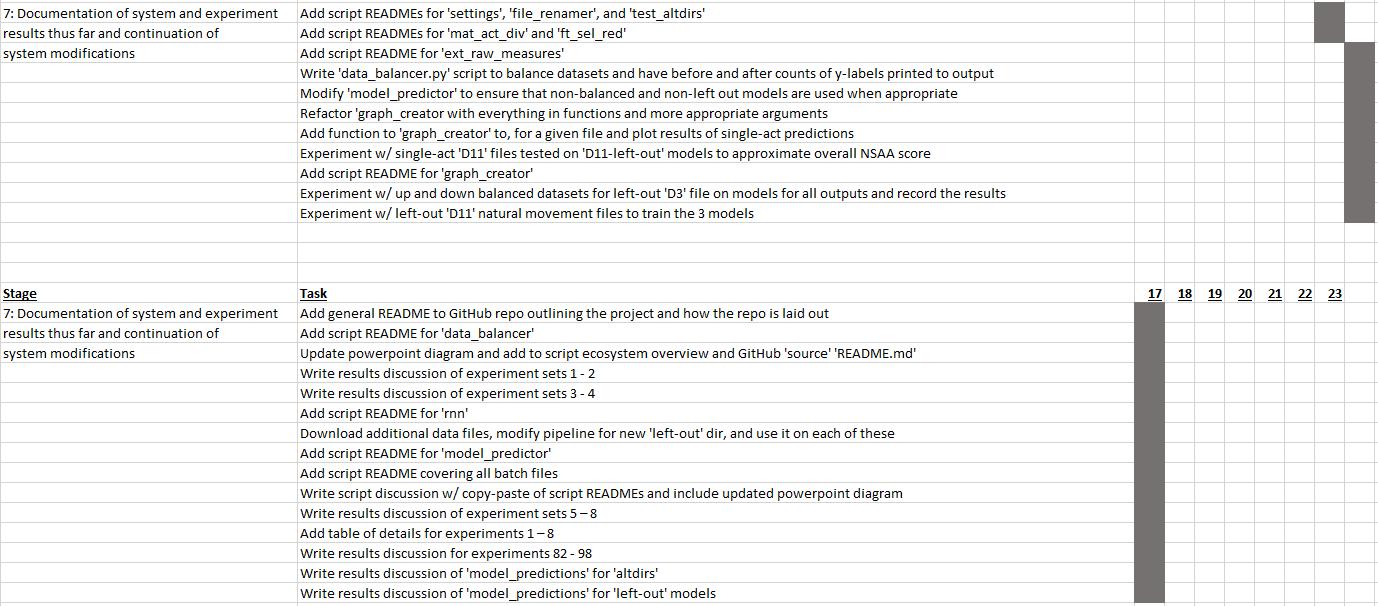 7: Documentation of system and experiment Add script READMEs for 'settings', 'file_renamer', and 'test_altdirs'
results thus far and continuation of Add script READMEs for 'mat_act_div' and 'ft_sel_red'
system modifications Add script README for 'ext_raw_measures'
Write 'data_balancer.py' script to balance datasets and have before and after counts of y-labels printed to output
Modify 'model_predictor' to ensure that non-balanced and non-left out models are used when appropriate
Refactor 'graph_creator with everything in functions and more appropriate arguments
Add function to 'graph_creator' to, for a given file and plot results of single-act predictions
Experiment w/ single-act 'D11' files tested on 'D11-left-out' models to approximate overall NSAA score
Add script README for 'graph_creator'
Experiment w/ up and down balanced datasets for left-out 'D3' file on models for all outputs and record the results
Experiment w/ left-out 'D11' natural movement files to train the 3 models
Stage Task 17 18 19 20 21 22 23
7: Documentation of system and experiment Add general README to GitHub repo outlining the project and how the repo is laid out
results thus far and continuation of Add script README for 'data_balancer'
system modifications Update powerpoint diagram and add to script ecosystem overview and GitHub 'source' 'README.md'
Write results discussion of experiment sets 1 - 2
Write results discussion of experiment sets 3 - 4
Add script README for 'rnn'
Download additional data files, modify pipeline for new 'left-out' dir, and use it on each of these
Add script README for 'model_predictor'
Add script README covering all batch files
Write script discussion w/ copy-paste of script READMEs and include updated powerpoint diagram
Write results discussion of experiment sets 5 – 8
Add table of details for experiments 1 – 8
Write results discussion for experiments 82 - 98
Write results discussion of 'model_predictions' for 'altdirs'
Write results discussion of 'model_predictions' for 'left-out' models